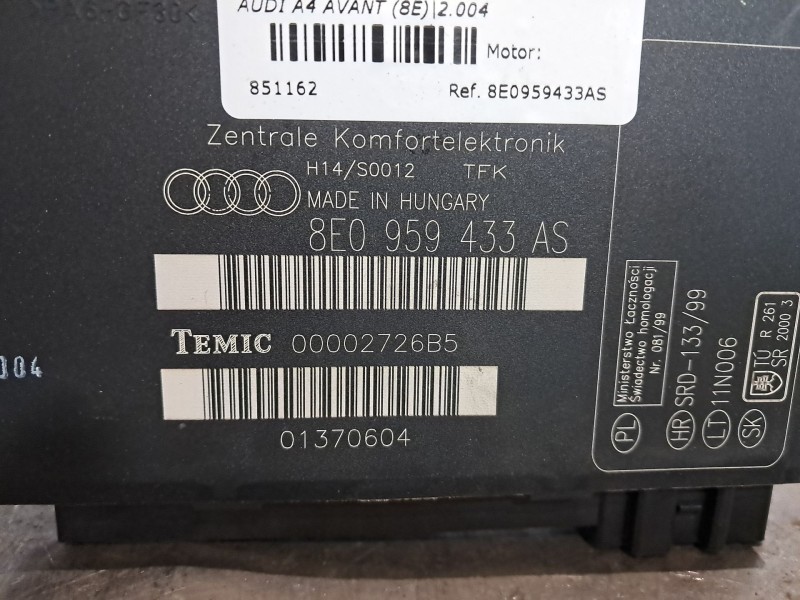 AUDI A4 AVANT (8E)|2.004
Motor:
851162 Ref. 8E0959433AS
Zentrale Komfortelektronik
H14/S0012 TFK
MADE IN HUNGARY
8E0 959 433 AS
TEMIC 00002726B5
01370604
004
PL Ministerstwo Łączności
Świadectwo homologacji
Nr. 081/99
HR SRD-133/99
LT 11N006
SK TÚ R 261
SR 2000 3